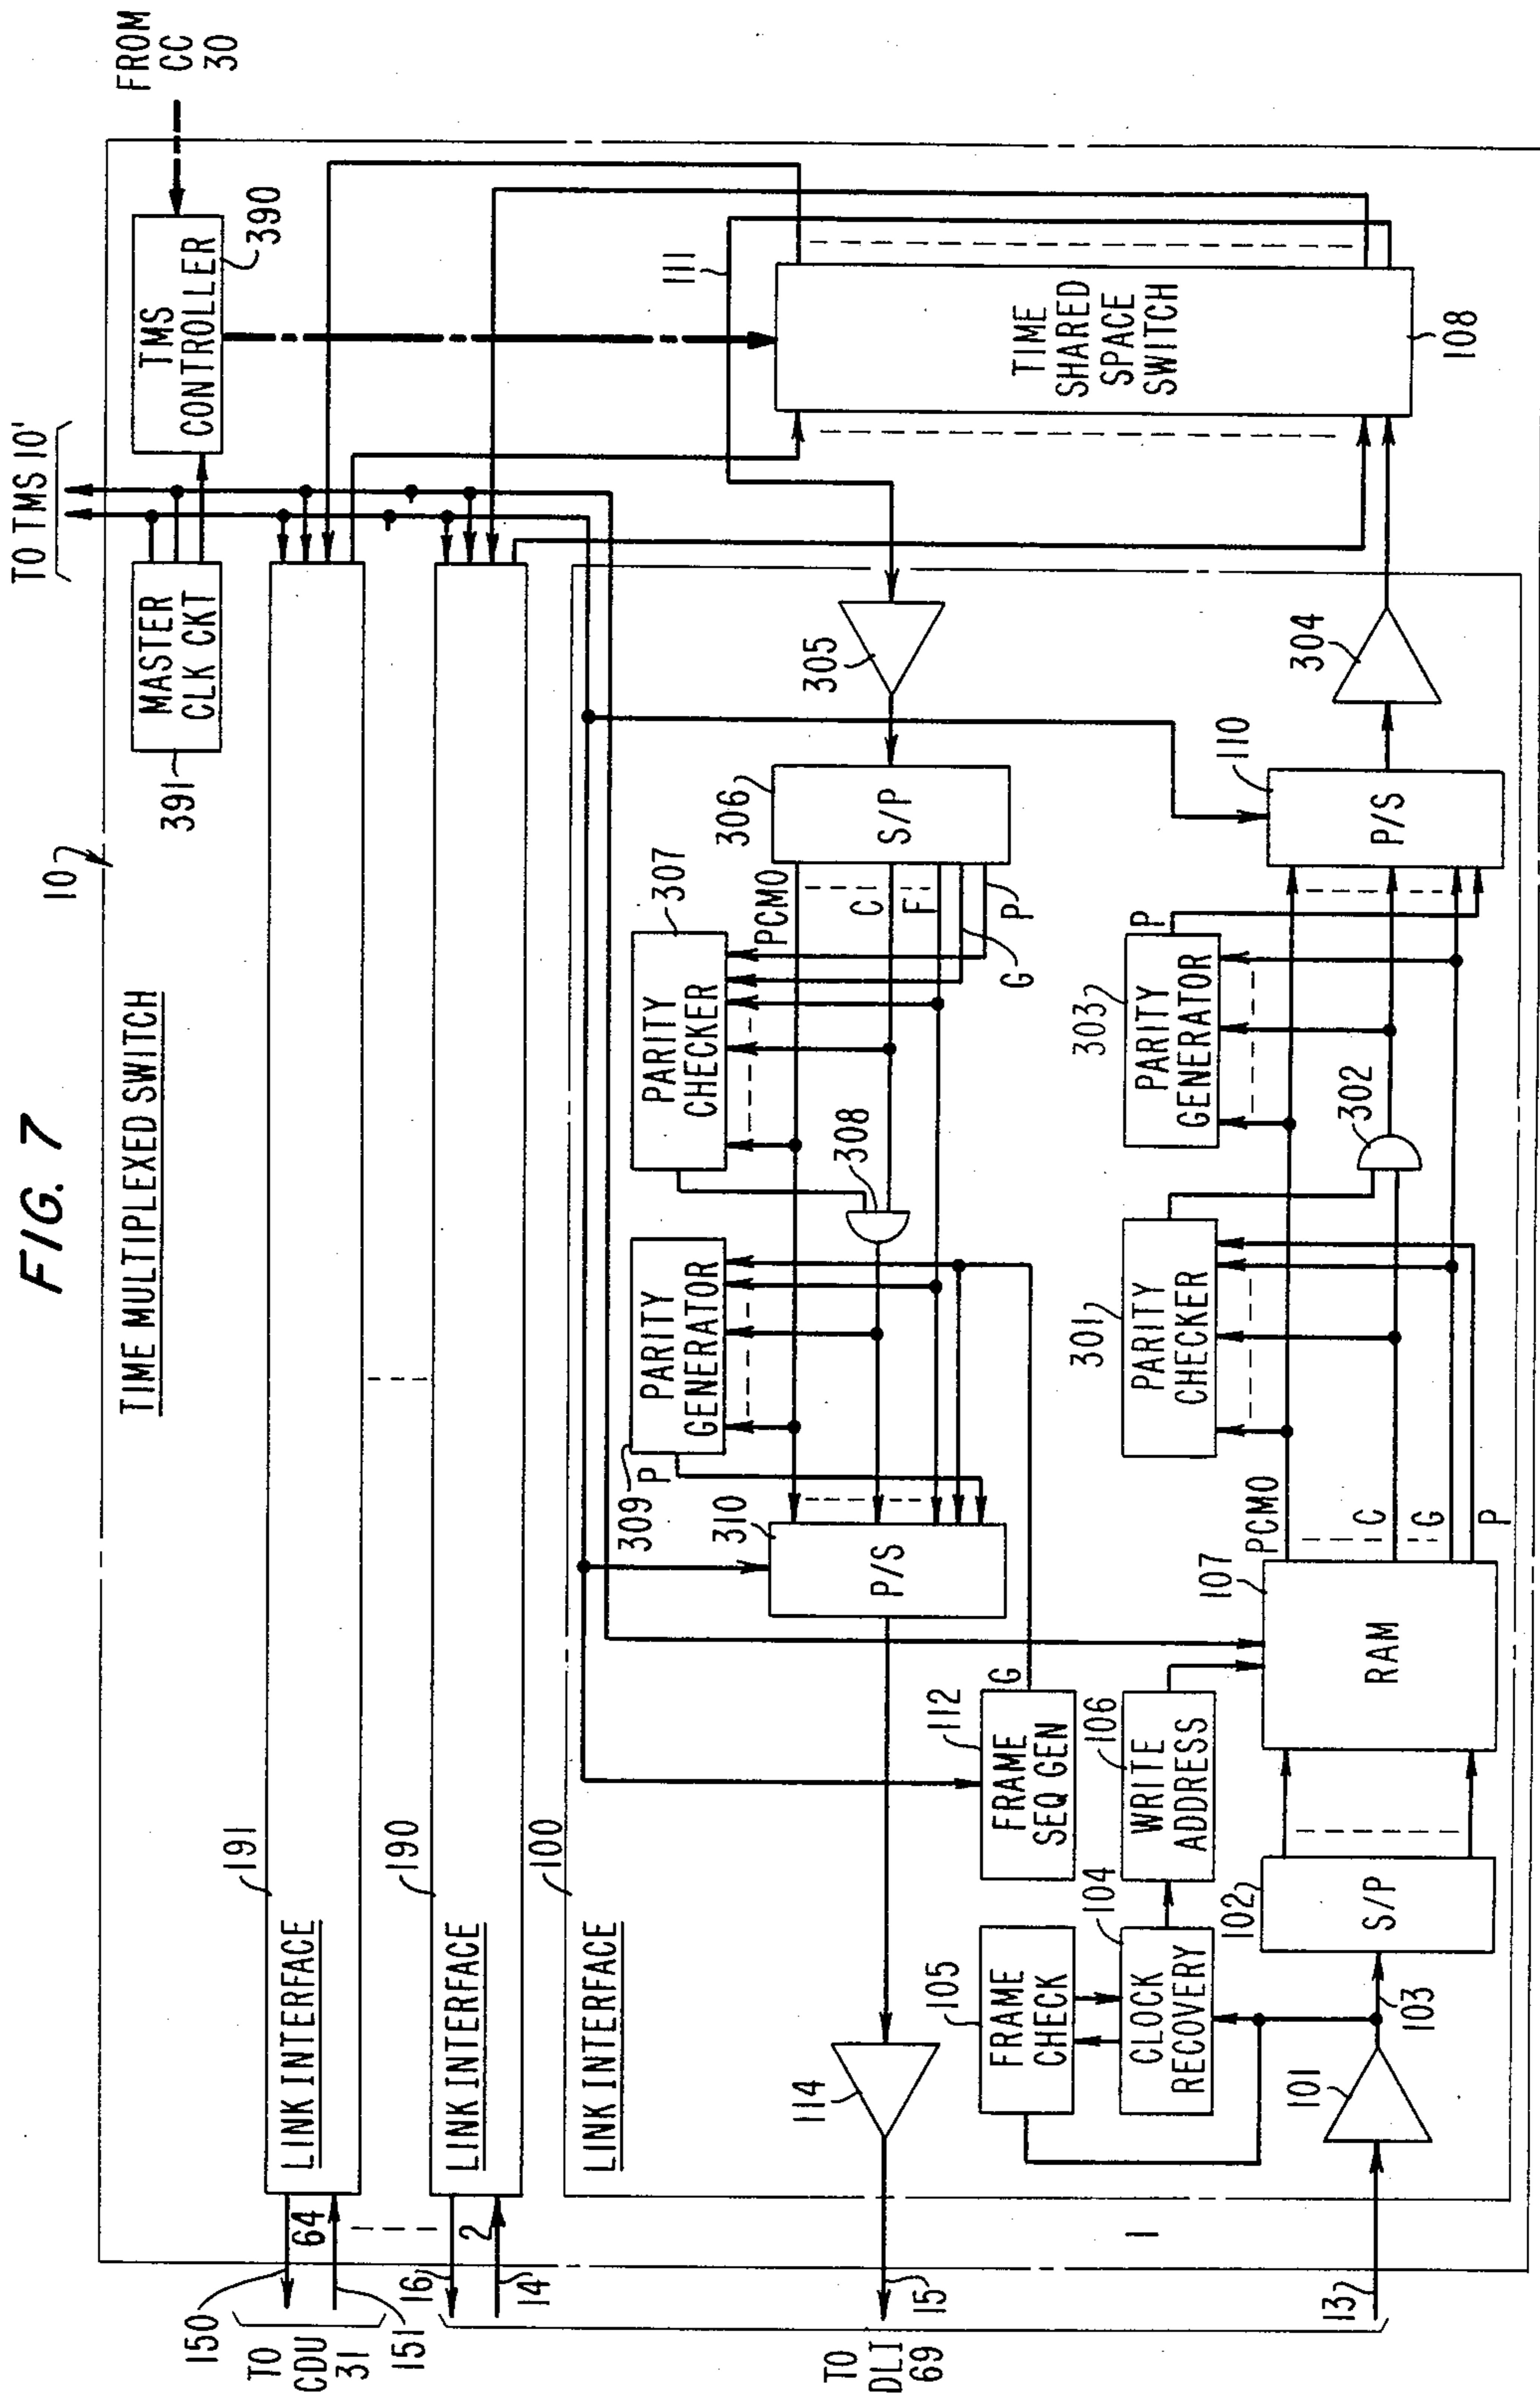 FIG. 7
10
TIME MULTIPLEXED SWITCH
TO TMS 10'
FROM
CC
30
MASTER
CLK CKT
391
TMS
CONTROLLER
390
150
64
TO
CDU
31
151
191
LINK INTERFACE
16
2
14
190
LINK INTERFACE
100
LINK INTERFACE
1
111
TIME
SHARED
SPACE
SWITCH
108
TO
DLI
69
15
114
310
P/S
309
P
PARITY
GENERATOR
308
PARITY
CHECKER
307
PCM0
C
F
G
P
306
S/P
305
FRAME
SEQ GEN
112
G
105
FRAME
CHECK
104
CLOCK
RECOVERY
WRITE
ADDRESS
106
13
101
103
102
S/P
107
RAM
PCM0
C
G
P
301
PARITY
CHECKER
302
303
PARITY
GENERATOR
P
110
P/S
304